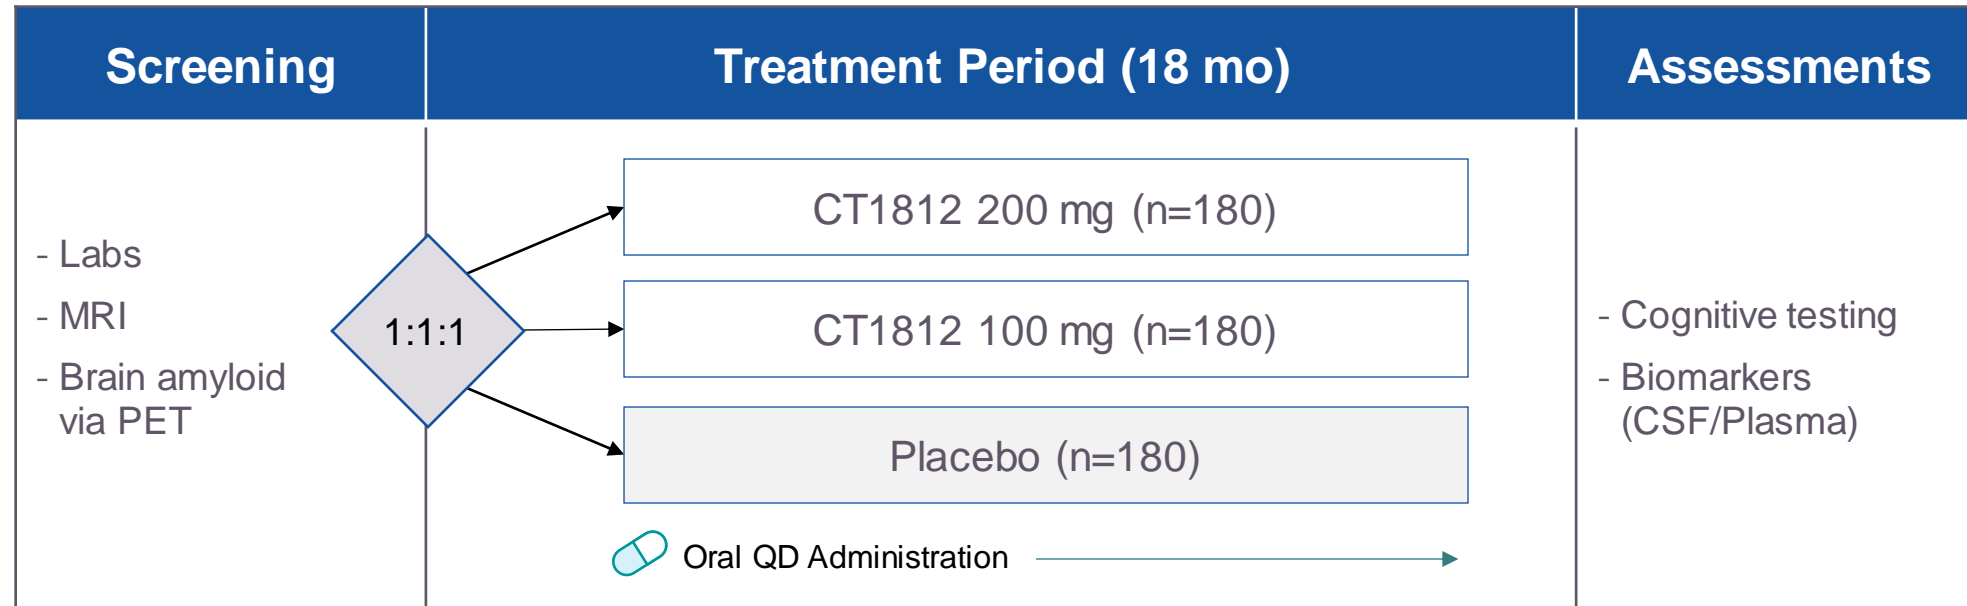 Screening
Treatment Period (18 mo)
Assessments
- Labs
- MRI
- Brain amyloid
via PET
1:1:1
CT1812 200 mg (n=180)
CT1812 100 mg (n=180)
Placebo (n=180)
Oral QD Administration
- Cognitive testing
- Biomarkers
(CSF/Plasma)